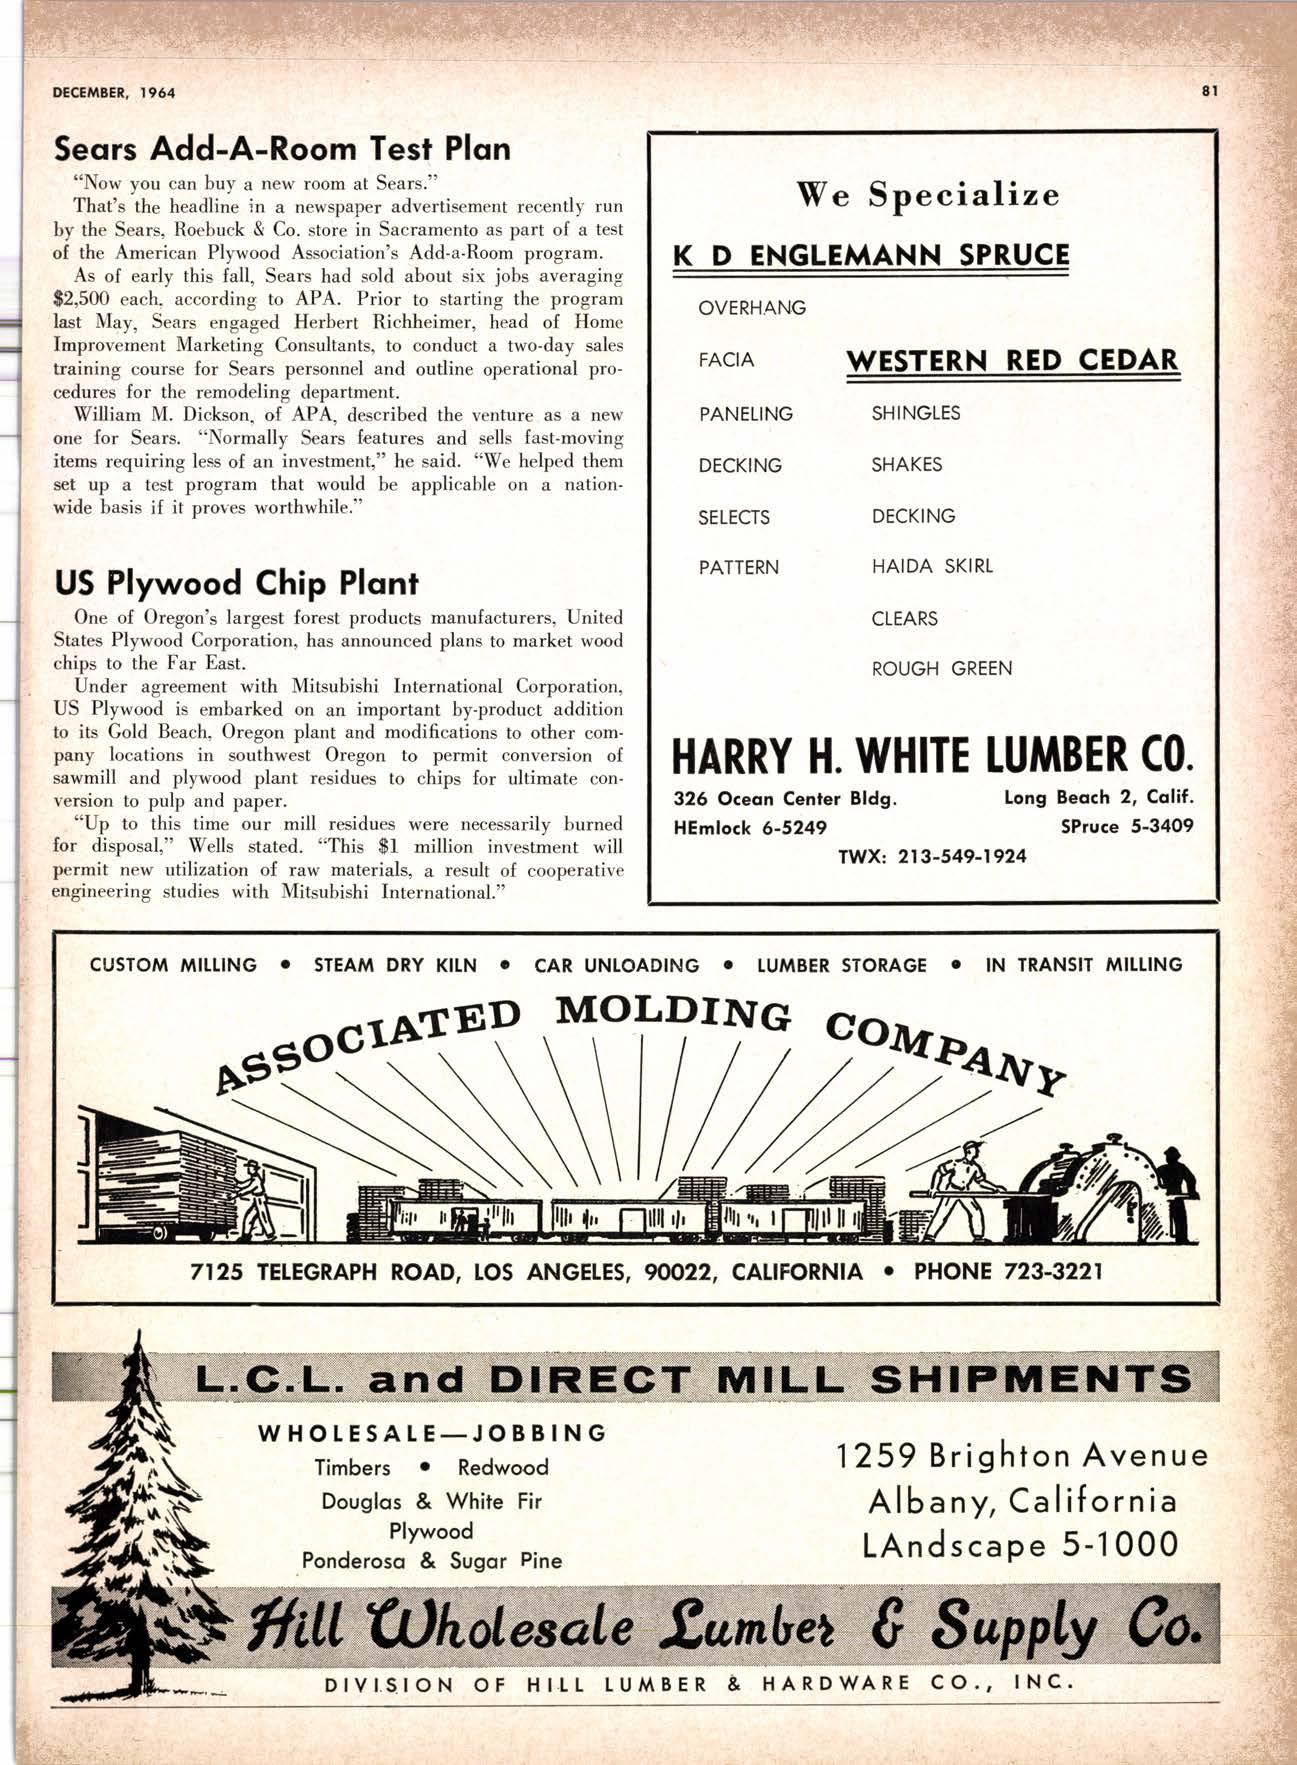 DECEMBER, 1964
81
Sears Add-A-Room Test Plan
"Now you can buy a new room at Sears."
That's the headline in a newspaper advertisement recently run
by the Sears, Roebuck & Co. store in Sacramento as part of a test
of the American Plywood Association's Add-a-Room program.
As of early this fall, Sears had sold about six jobs averaging
$2,500 each, according to APA. Prior to starting the program
last May, Sears engaged Herbert Richheimer, head of Home
Improvement Marketing Consultants, to conduct a two-day sales
training course for Sears personnel and outline operational pro-
cedures for the remodeling department.
William M. Dickson, of APA, described the venture as a new
one for Sears. "Normally Sears features and sells fast-moving
items requiring less of an investment," he said. "We helped them
set up a test program that would be applicable on a nation-
wide basis if it proves worthwhile."
US Plywood Chip Plant
One of Oregon's largest forest products manufacturers, United
States Plywood Corporation, has announced plans to market wood
chips to the Far East.
Under agreement with Mitsubishi International Corporation,
US Plywood is embarked on an important by-product addition
to its Gold Beach, Oregon plant and modifications to other com-
pany locations in southwest Oregon to permit conversion of
sawmill and plywood plant residues to chips for ultimate con-
version to pulp and paper.
"Up to this time our mill residues were necessarily burned
for disposal," Wells stated. "This $1 million investment will
permit new utilization of raw materials, a result of cooperative
engineering studies with Mitsubishi International."
We Specialize
K D ENGLEMANN SPRUCE
OVERHANG
FACIA
PANELING
DECKING
SELECTS
PATTERN
WESTERN RED CEDAR
SHINGLES
SHAKES
DECKING
HAIDA SKIRL
CLEARS
ROUGH GREEN
HARRY H. WHITE LUMBER CO.
326 Ocean Center Bldg. Long Beach 2, Calif.
HEmlock 6-5249 SPruce 5-3409
TWX: 213-549-1924
CUSTOM MILLING • STEAM DRY KILN • CAR UNLOADING • LUMBER STORAGE • IN TRANSIT MILLING
ASSOCIATED MOLDING COMPANY
7125 TELEGRAPH ROAD, LOS ANGELES, 90022, CALIFORNIA • PHONE 723-3221
L.C.L. and DIRECT MILL SHIPMENTS
WHOLESALE—JOBBING
Timbers • Redwood
Douglas & White Fir
Plywood
Ponderosa & Sugar Pine
1259 Brighton Avenue
Albany, California
LAndscape 5-1000
Hill Wholesale Lumber & Supply Co.
DIVISION OF HILL LUMBER & HARDWARE CO., INC.